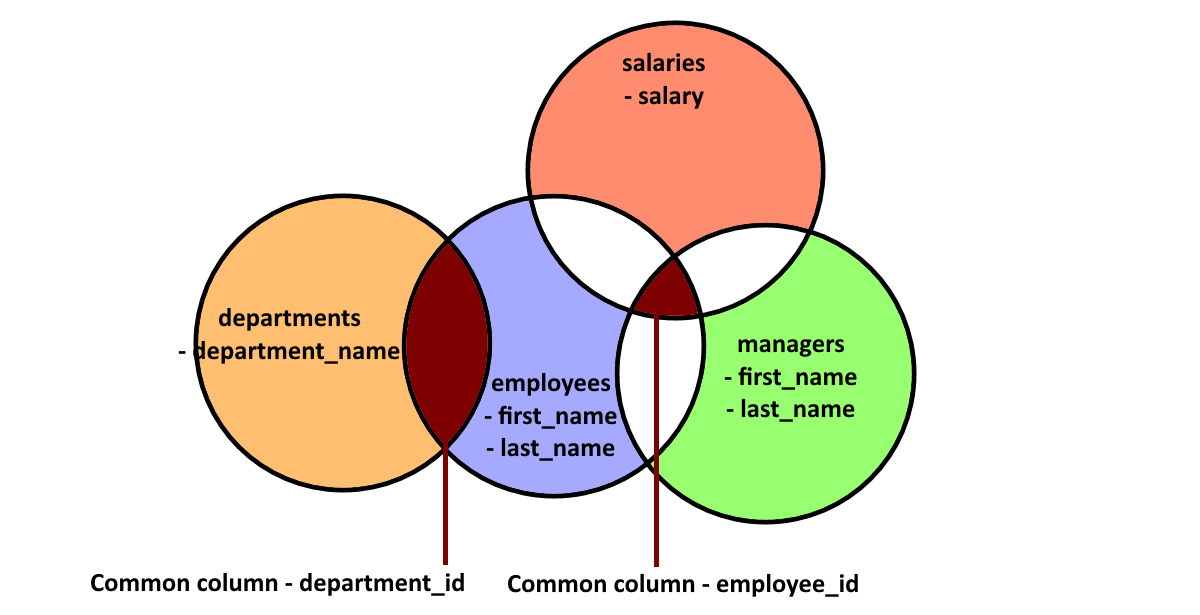 salaries
- salary
departments
- department_name
employees
- first_name
- last_name
managers
- first_name
- last_name
Common column - department_id
Common column - employee_id